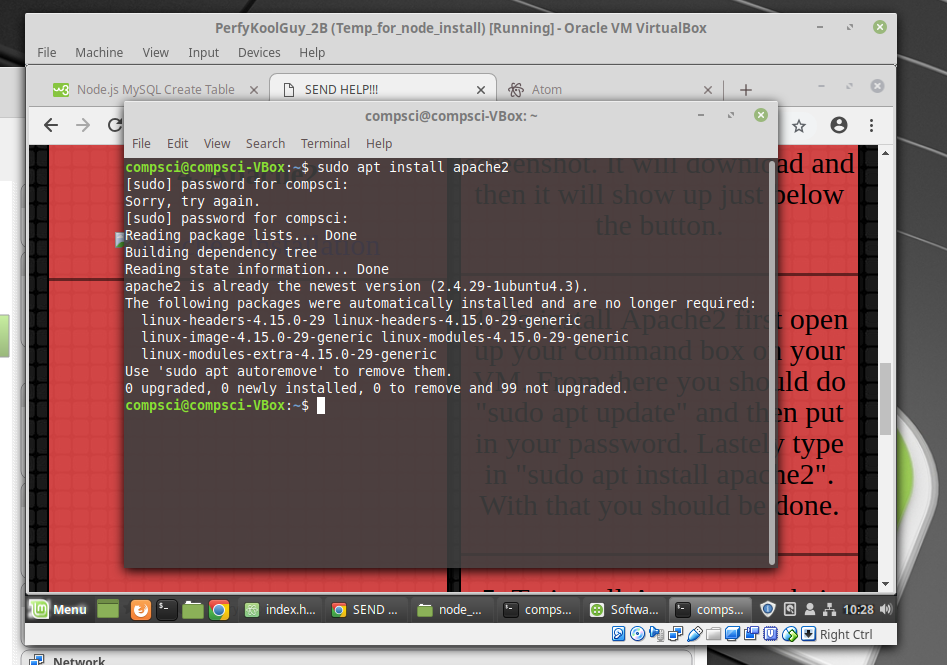 PerfyKoolGuy_2B (Temp_for_node_install) [Running] - Oracle VM VirtualBox
File Machine View Input Devices Help
Node.js MySQL Create Table
SEND HELP!!!
Atom
compsci@compsci-VBox: ~
File Edit View Search Terminal Help
compsci@compsci-VBox:~$ sudo apt install apache2
[sudo] password for compsci:
Sorry, try again.
[sudo] password for compsci:
Reading package lists... Done
Building dependency tree
Reading state information... Done
apache2 is already the newest version (2.4.29-1ubuntu4.3).
The following packages were automatically installed and are no longer required:
linux-headers-4.15.0-29 linux-headers-4.15.0-29-generic
linux-image-4.15.0-29-generic linux-modules-4.15.0-29-generic
linux-modules-extra-4.15.0-29-generic
Use 'sudo apt autoremove' to remove them.
0 upgraded, 0 newly installed, 0 to remove and 99 not upgraded.
compsci@compsci-VBox:~$
download and
then it will show up just below
the button.
Apache2 first open
up your command box on your
VM. From there you should do
"sudo apt update" and then put
in your password. Lastely type
in "sudo apt install apache2".
With that you should be done.
Menu
index.h...
SEND ...
node_...
comps...
Softwa...
comps...
10:28
Right Ctrl
Network